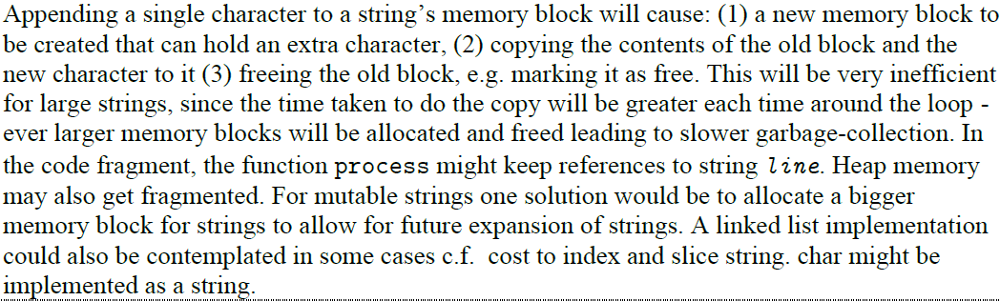 Appending a single character to a string’s memory block will cause: (1) a new memory block to
be created that can hold an extra character, (2) copying the contents of the old block and the
new character to it (3) freeing the old block, e.g. marking it as free. This will be very inefficient
for large strings, since the time taken to do the copy will be greater each time around the loop -
ever larger memory blocks will be allocated and freed leading to slower garbage-collection. In
the code fragment, the function process might keep references to string line. Heap memory
may also get fragmented. For mutable strings one solution would be to allocate a bigger
memory block for strings to allow for future expansion of strings. A linked list implementation
could also be contemplated in some cases c.f. cost to index and slice string. char might be
implemented as a string.